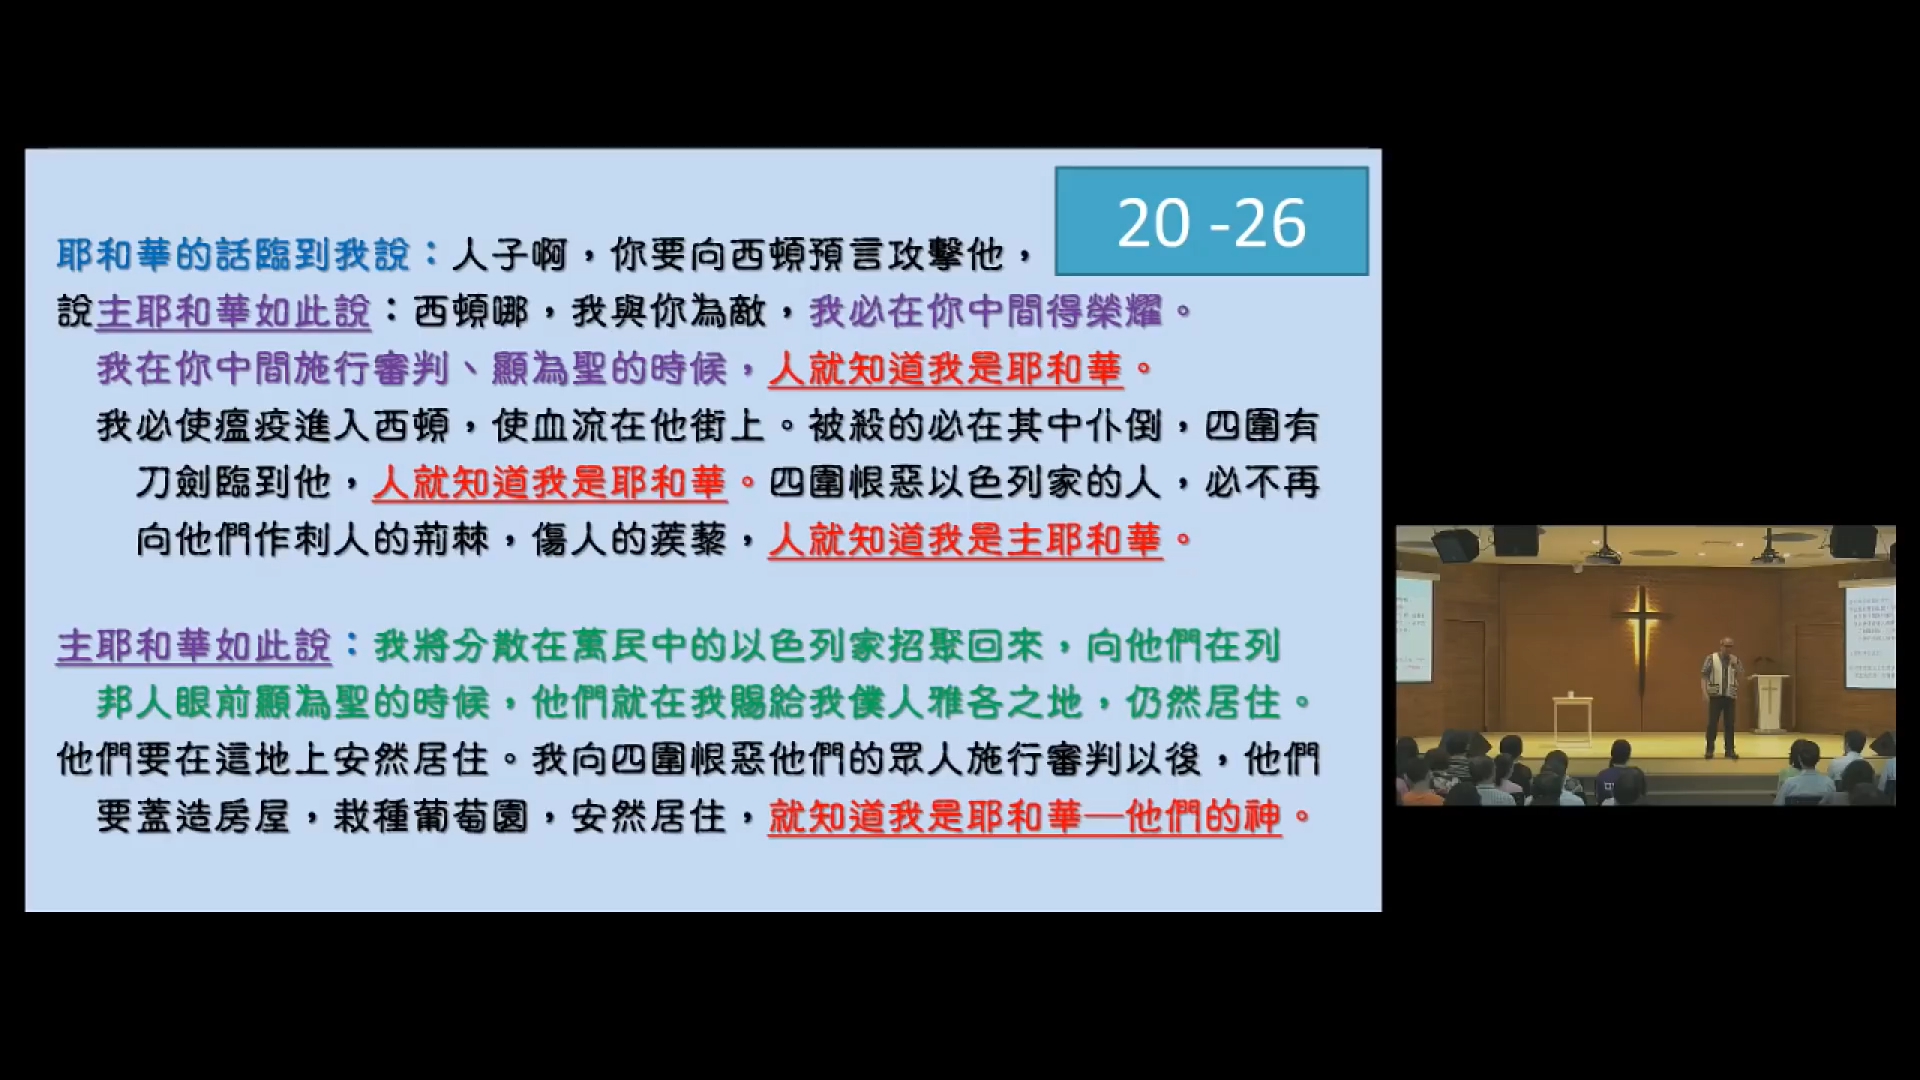 20 -26
耶和華的話臨到我說：人子啊，你要向西頓預言攻擊他，
說主耶和華如此說：西頓哪，我與你為敵，我必在你中間得榮耀。
我在你中間施行審判、顯為聖的時候，人就知道我是耶和華。
我必使瘟疫進入西頓，使血流在他街上。被殺的必在其中仆倒，四圍有
刀劍臨到他，人就知道我是耶和華。四圍恨惡以色列家的人，必不再
向他們作刺人的荊棘，傷人的蒺藜，人就知道我是主耶和華。
主耶和華如此說：我將分散在萬民中的以色列家招聚回來，向他們在列
邦人眼前顯為聖的時候，他們就在我賜給我僕人雅各之地，仍然居住。
他們要在這地上安然居住。我向四圍恨惡他們的眾人施行審判以後，他們
要蓋造房屋，栽種葡萄園，安然居住，就知道我是耶和華─他們的神。